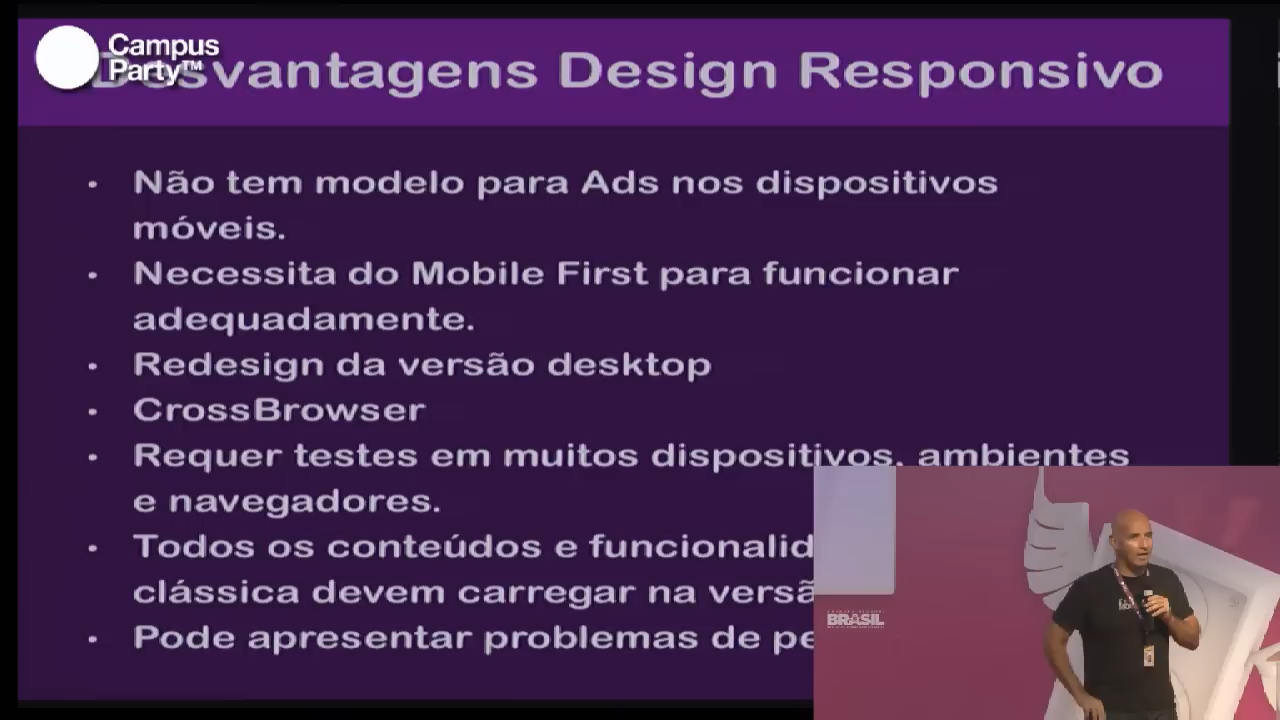 Campus
Party™
Desvantagens Design Responsivo
• Não tem modelo para Ads nos dispositivos
móveis.
• Necessita do Mobile First para funcionar
adequadamente.
• Redesign da versão desktop
• CrossBrowser
• Requer testes em muitos dispositivos, ambientes
e navegadores.
• Todos os conteúdos e funcionalid
clássica devem carregar na versã
• Pode apresentar problemas de pe
BRASIL